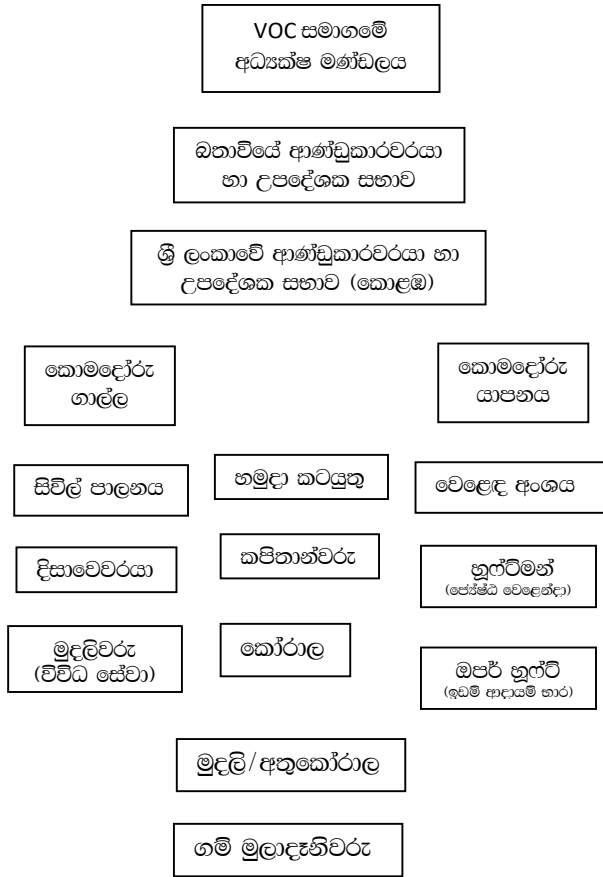 VOC සමාගමේ
අධ්‍යක්ෂ මණ්ඩලය
බතාවියේ ආණ්ඩුකාරවරයා
හා උපදේශක සභාව
ශ්‍රී ලංකාවේ ආණ්ඩුකාරවරයා හා
උපදේශක සභාව (කොළඹ)
කොමදෝරු
ගාල්ල
කොමදෝරු
යාපනය
සිවිල් පාලනය
හමුදා කටයුතු
වෙළෙඳ අංශය
දිසාවෙවරයා
කපිතාන්වරු
හූෆ්ට්මන්
(ජ්‍යේෂ්ඨ වෙළෙන්දා)
මුදලිවරු
(විවිධ සේවා)
කෝරාල
ඔපර් හූෆ්ට්
(ඉඩම් ආදායම් භාර)
මුදලි/අතුකෝරාල
ගම් මුලාදෑනිවරු